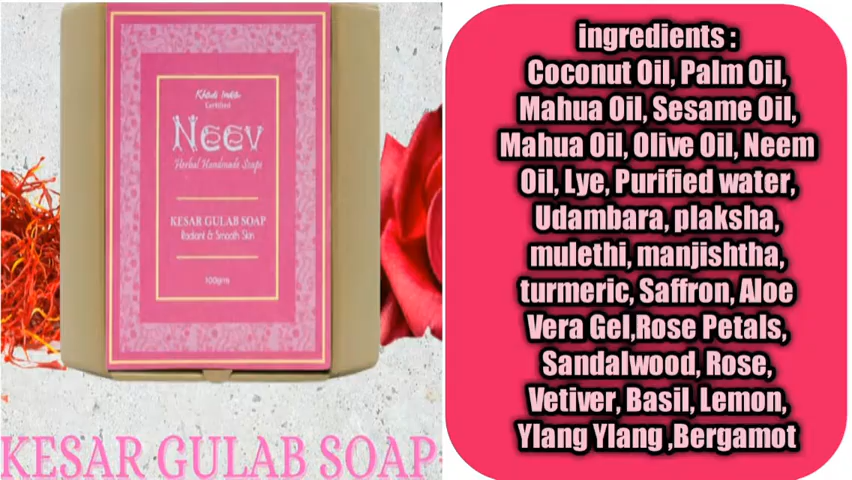 Khadi India
Certified
Neev
Herbal Handmade Soaps
KESAR GULAB SOAP
Radiant & Smooth Skin
100gms
KESAR GULAB SOAP
ingredients :
Coconut Oil, Palm Oil,
Mahua Oil, Sesame Oil,
Mahua Oil, Olive Oil, Neem
Oil, Lye, Purified water,
Udambara, plaksha,
mulethi, manjishtha,
turmeric, Saffron, Aloe
Vera Gel,Rose Petals,
Sandalwood, Rose,
Vetiver, Basil, Lemon,
Ylang Ylang ,Bergamot